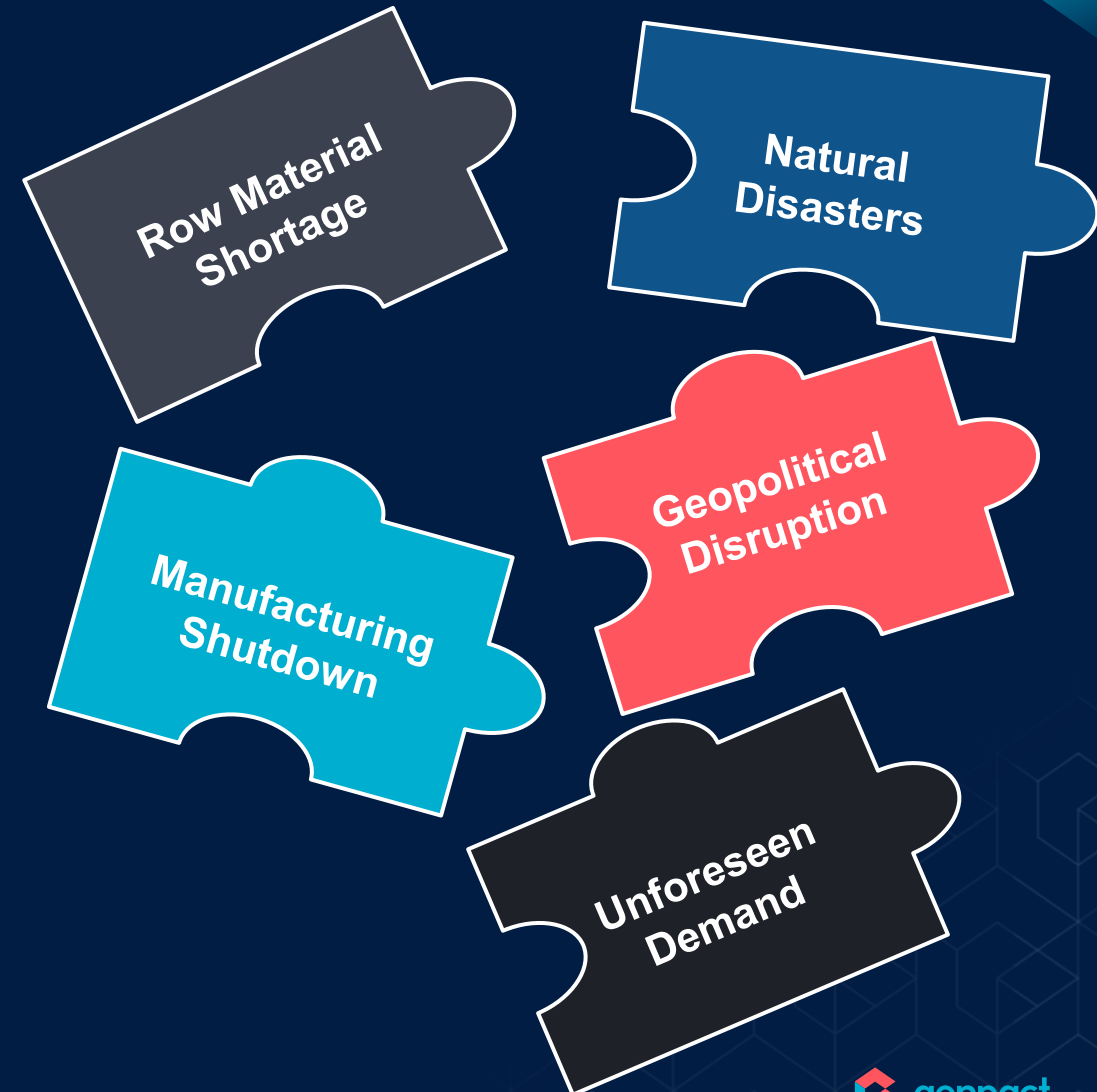 Row Material
Shortage
Natural
Disasters
Geopolitical
Disruption
Manufacturing
Shutdown
Unforeseen
Demand